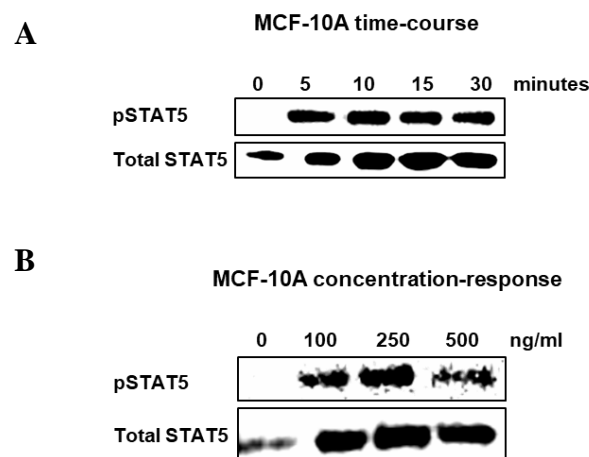 A
MCF-10A time-course
0 5 10 15 30 minutes
pSTAT5
Total STAT5
B
MCF-10A concentration-response
0 100 250 500 ng/ml
pSTAT5
Total STAT5